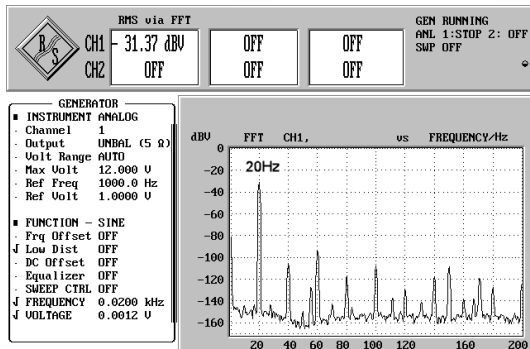 RMS via FFT
R S
CH1 - 31.37 dBV OFF OFF
CH2 OFF OFF OFF
GEN RUNNING
ANL 1:STOP 2: OFF
SWP OFF
GENERATOR
INSTRUMENT ANALOG
Channel 1
Output UNBAL (5 Ω)
Volt Range AUTO
Max Volt 12.000 V
Ref Freq 1000.0 Hz
Ref Volt 1.0000 V
FUNCTION — SINE
Frq Offset OFF
Low Dist OFF
DC Offset OFF
Equalizer OFF
SWEEP CTRL OFF
FREQUENCY 0.0200 kHz
VOLTAGE 0.0012 V
dBV FFT CH1, vs FREQUENCY/Hz
0
-20
-40
-60
-80
-100
-120
-140
-160
20Hz
20 40 60 80 100 120 160 200